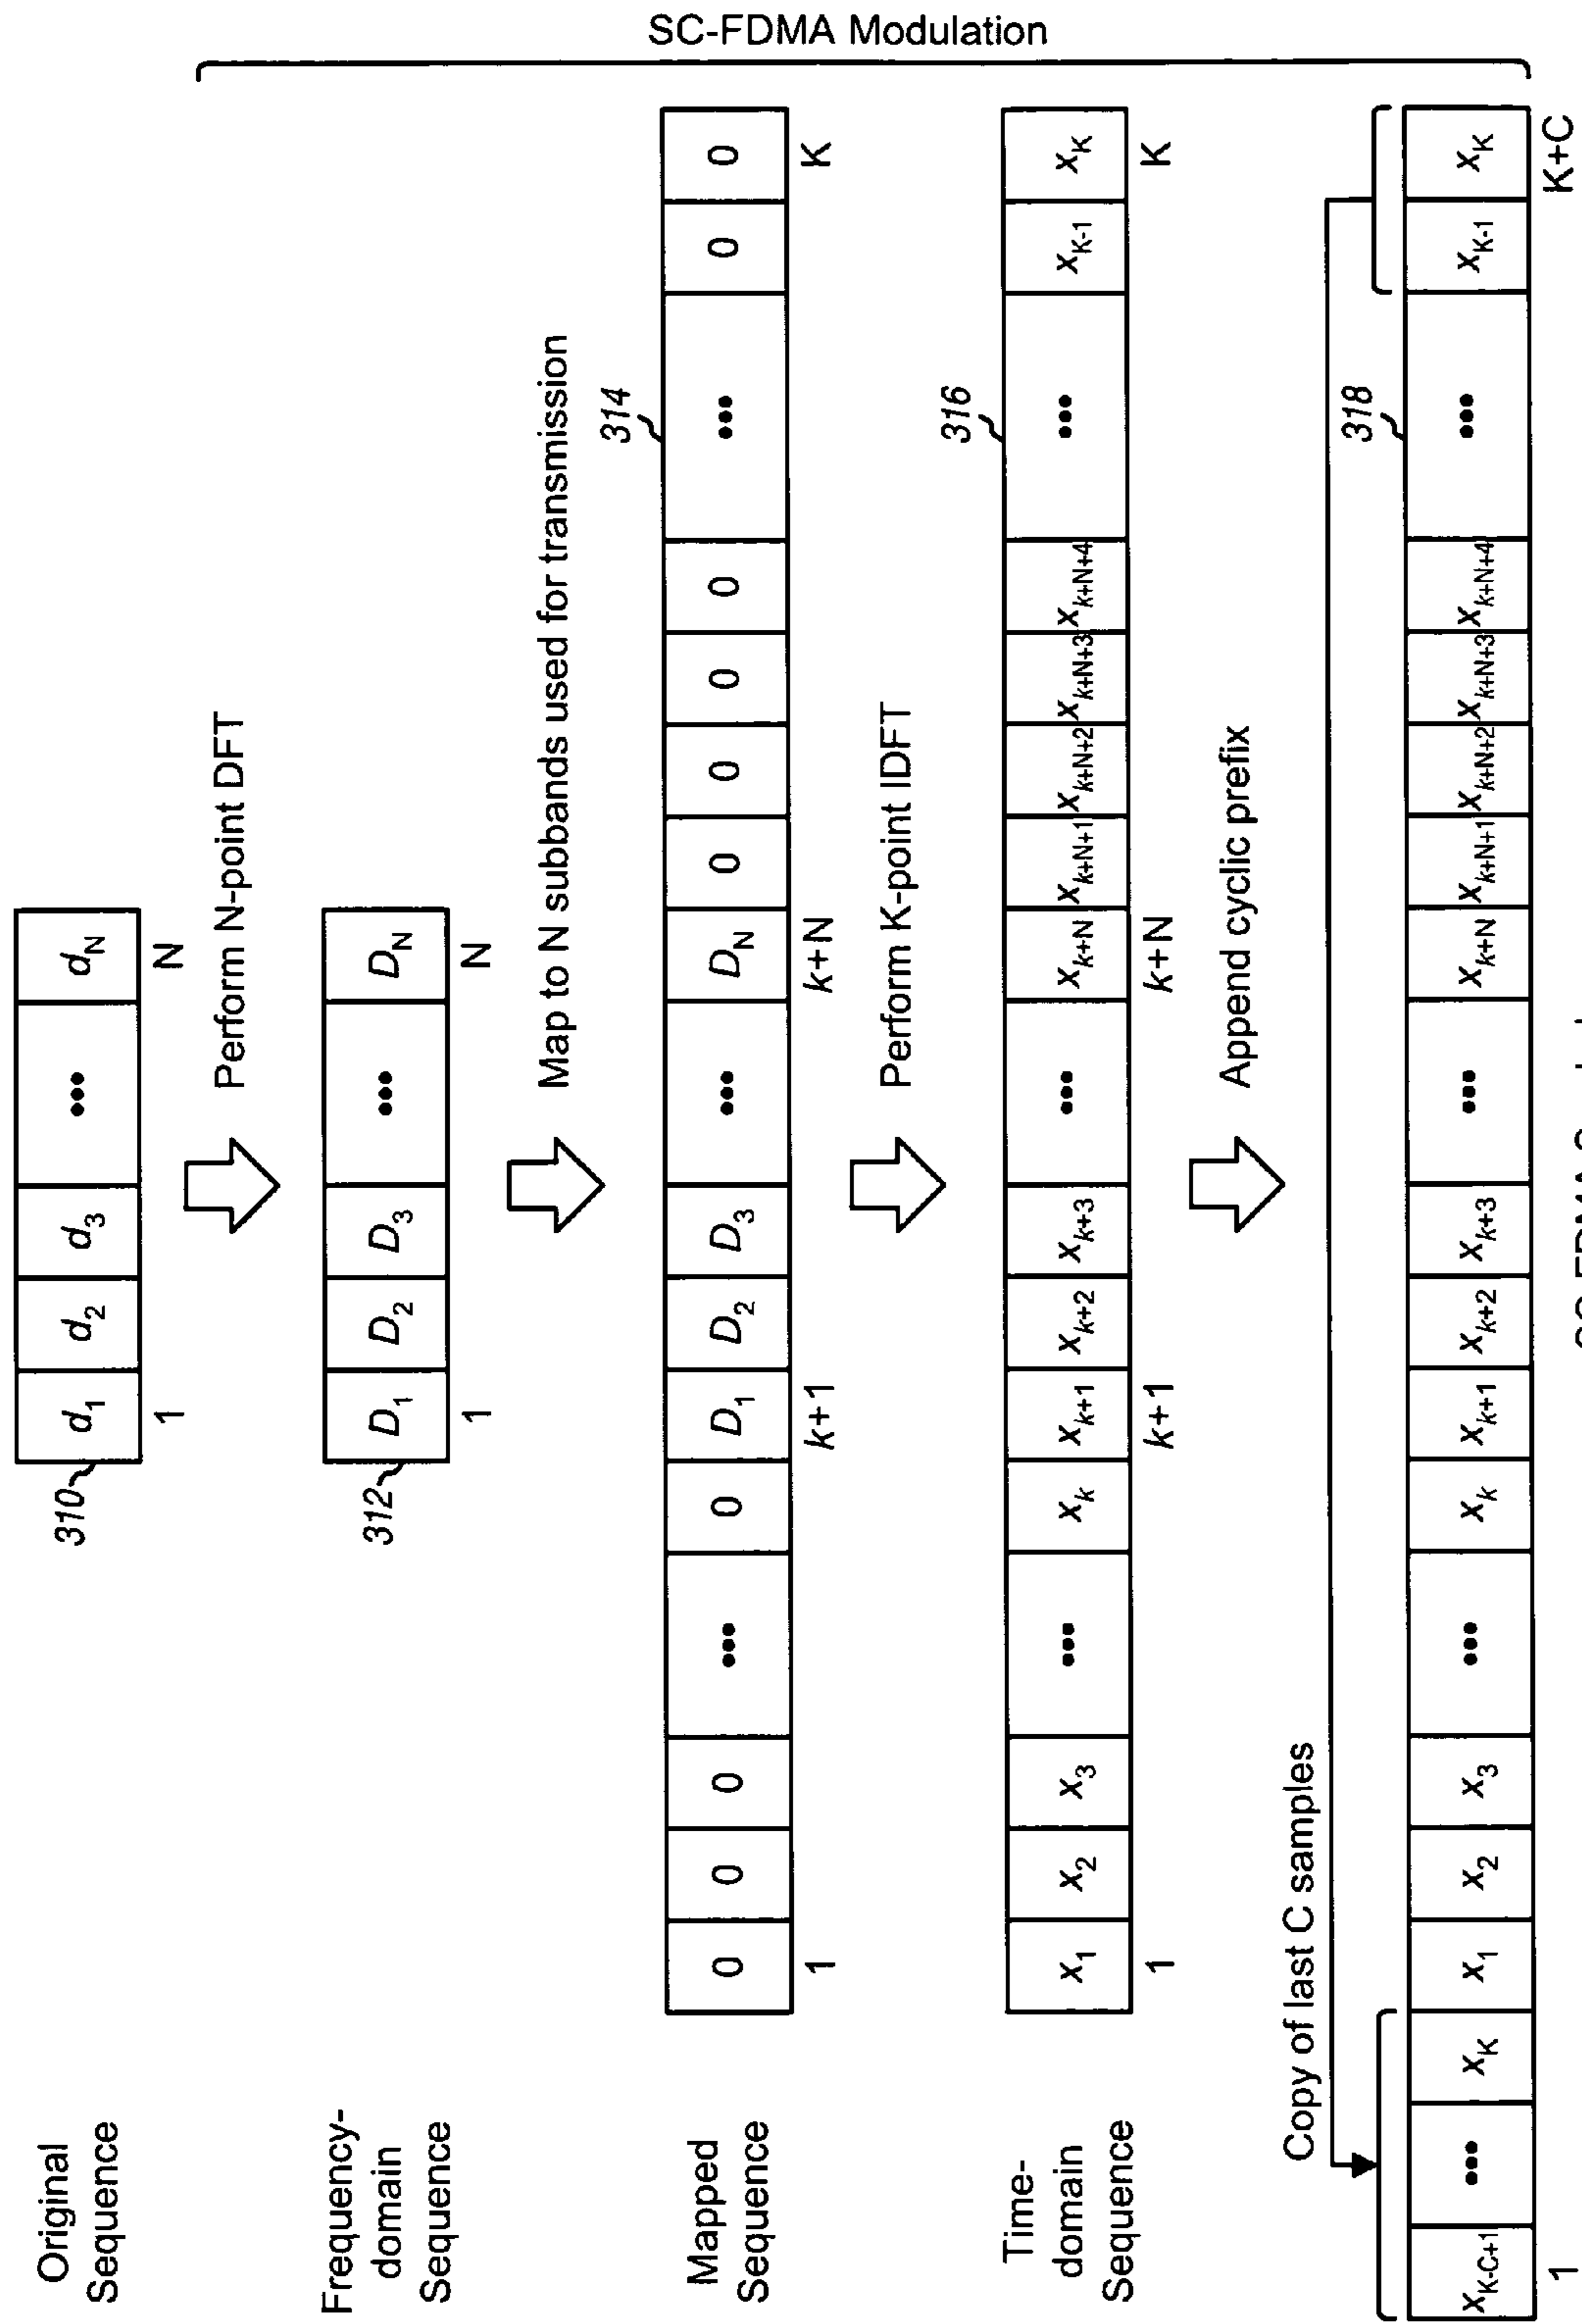 Original
Sequence
310
d1 d2 d3 ••• dN
1 N
Perform N-point DFT
Frequency-
domain
Sequence
312
D1 D2 D3 ••• DN
1 N
Map to N subbands used for transmission
314
Mapped
Sequence
0 0 0 ••• 0 D1 D2 D3 ••• DN 0 0 0 0 ••• 0 0
1 k+1 k+N K
Perform K-point IDFT
316
Time-
domain
Sequence
x1 x2 x3 ••• xk xk+1 xk+2 xk+3 ••• xk+N xk+N+1 xk+N+2 xk+N+3 xk+N+4 ••• xK-1 xK
1 k+1 k+N K
Append cyclic prefix
Copy of last C samples
318
xK-C+1 ••• xK x1 x2 x3 ••• xk xk+1 xk+2 xk+3 ••• xk+N xk+N+1 xk+N+2 xk+N+3 xk+N+4 ••• xK-1 xK
1 K+C
SC-FDMA Modulation